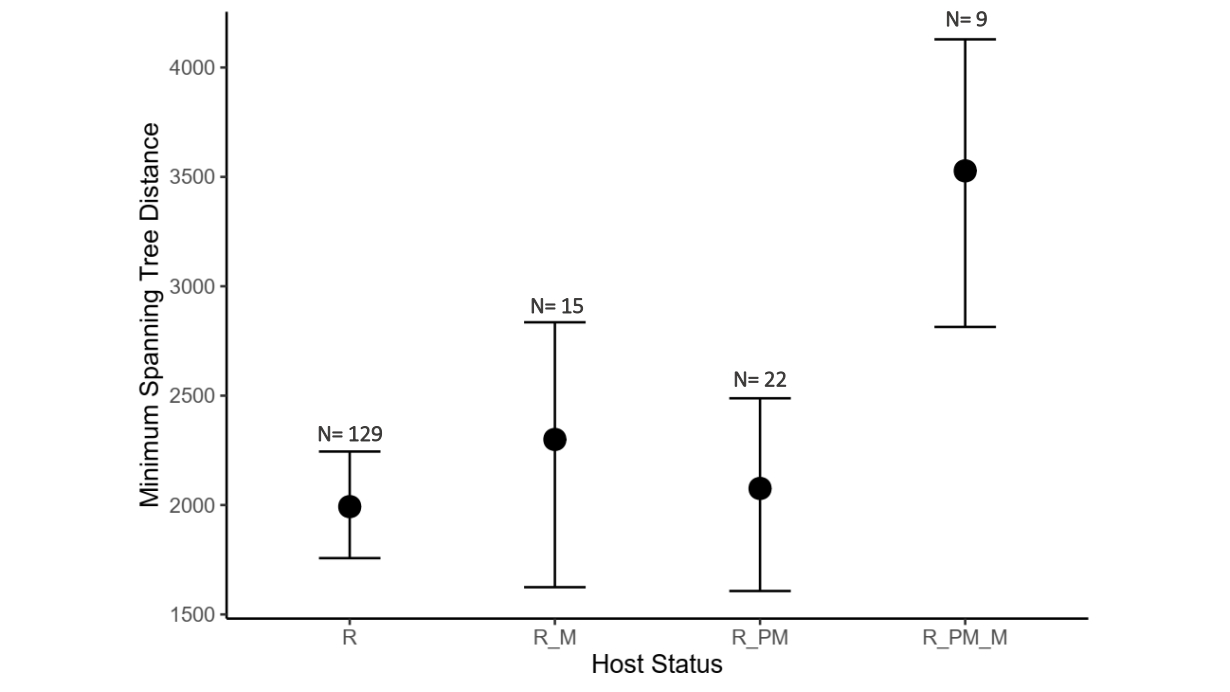 N= 9
4000
3500
3000
N= 15
2500
N= 22
N= 129
2000
1500
Minimum Spanning Tree Distance
R
R_M
R_PM
R_PM_M
Host Status